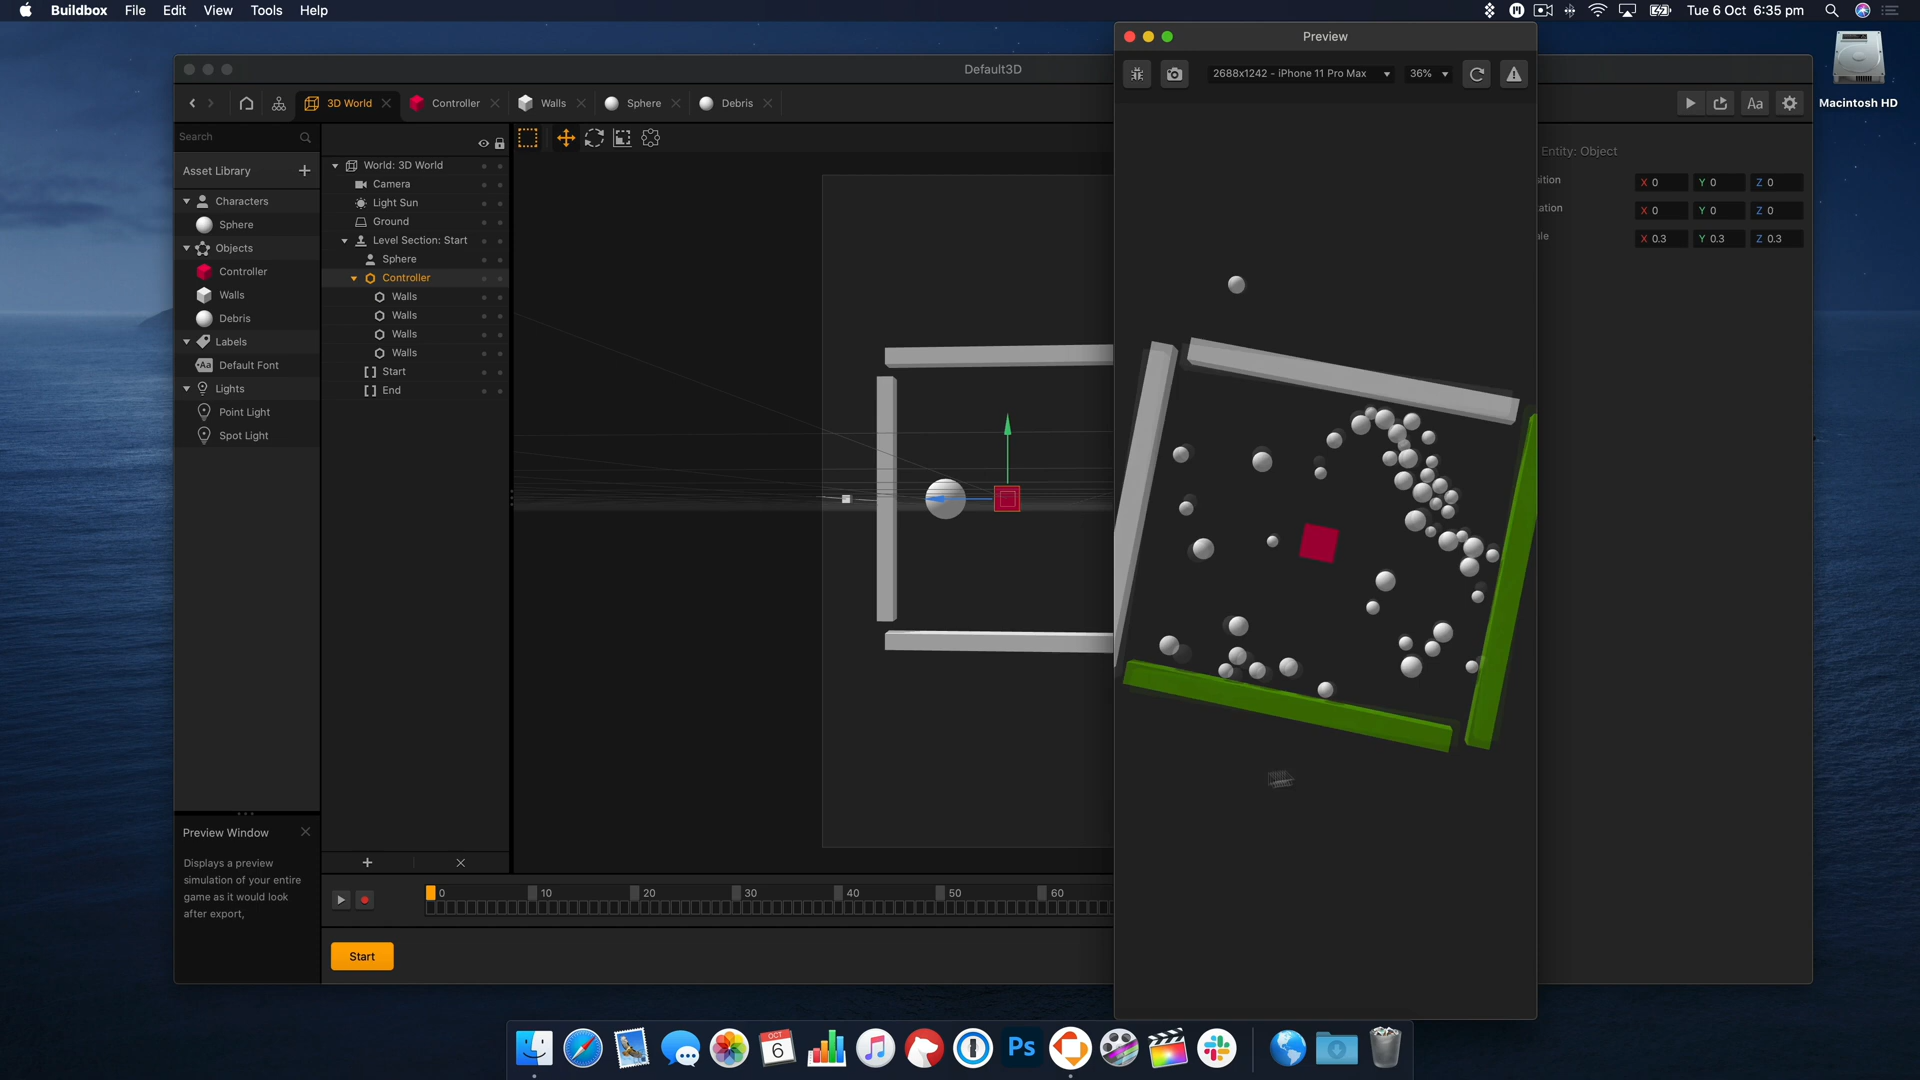 Buildbox File Edit View Tools Help
Tue 6 Oct 6:35 pm
Macintosh HD
Default3D
3D World Controller Walls Sphere Debris
Aa
Search
Asset Library
Characters
Sphere
Objects
Controller
Walls
Debris
Labels
Aa Default Font
Lights
Point Light
Spot Light
World: 3D World
Camera
Light Sun
Ground
Level Section: Start
Sphere
Controller
Walls
Walls
Walls
Walls
Start
End
Preview
2688x1242 - iPhone 11 Pro Max 36%
Entity: Object
ition X 0 Y 0 Z 0
ation X 0 Y 0 Z 0
le X 0.3 Y 0.3 Z 0.3
Preview Window
Displays a preview
simulation of your entire
game as it would look
after export,
0 10 20 30 40 50 60
Start
OCT
6
Ps